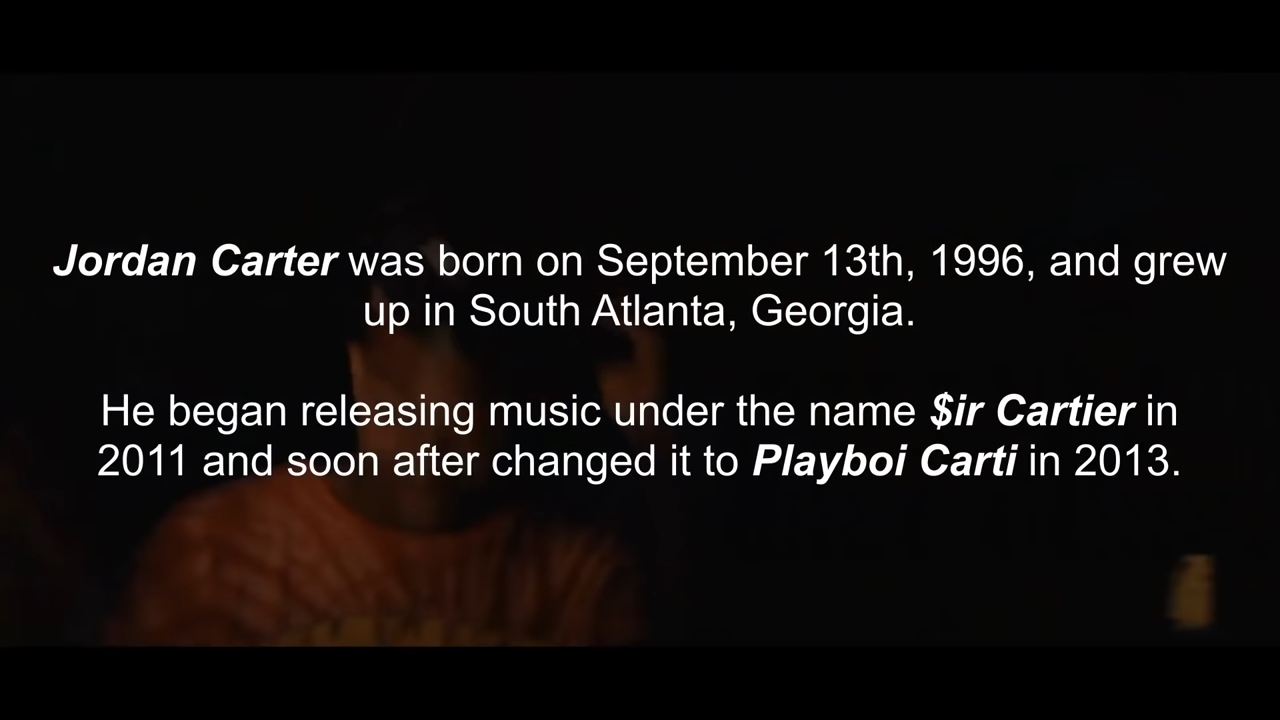 Jordan Carter was born on September 13th, 1996, and grew
up in South Atlanta, Georgia.
He began releasing music under the name $ir Cartier in
2011 and soon after changed it to Playboi Carti in 2013.